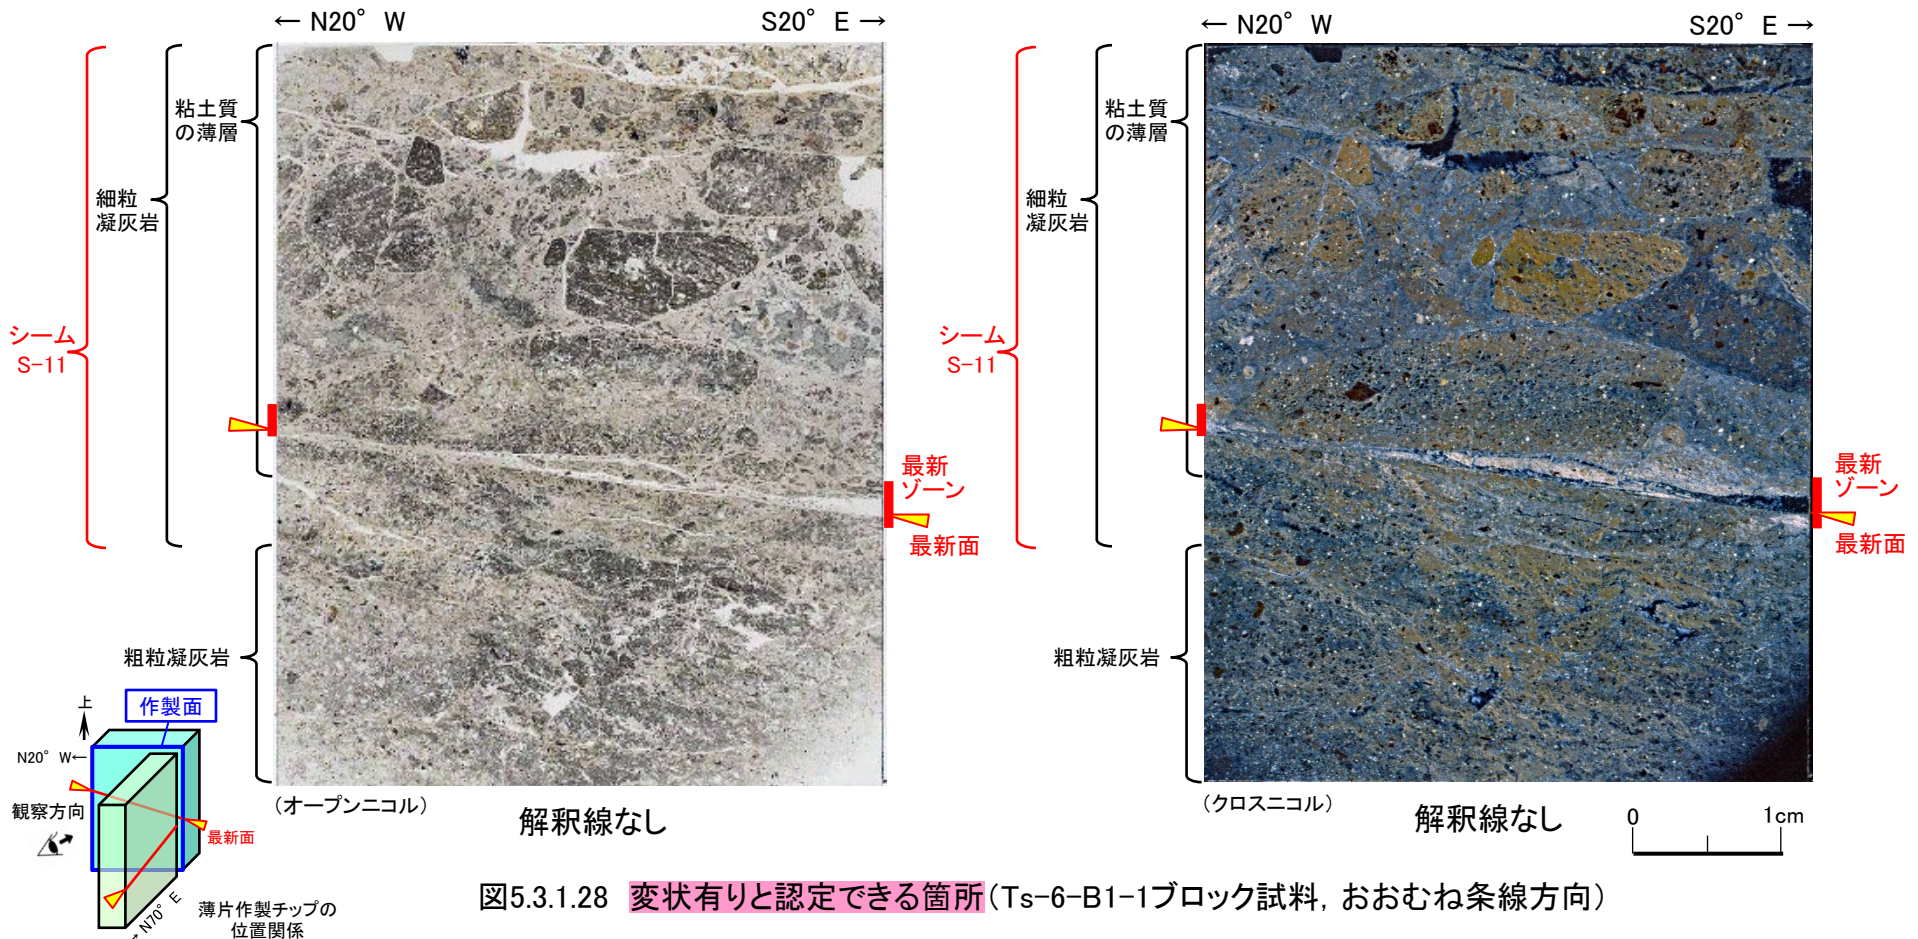 ← N20° W
S20° E →
粘土質
の薄層
細粒
凝灰岩
シーム
S-11
最新
ゾーン
最新面
粗粒凝灰岩
(オープンニコル)
解釈線なし
← N20° W
S20° E →
粘土質
の薄層
細粒
凝灰岩
シーム
S-11
最新
ゾーン
最新面
粗粒凝灰岩
(クロスニコル)
解釈線なし
0 1cm
作製面
上
N20° W←
観察方向
最新面
→ N70° E
薄片作製チップの
位置関係
図5.3.1.28 変状有りと認定できる箇所(Ts-6-B1-1ブロック試料, おおむね条線方向)